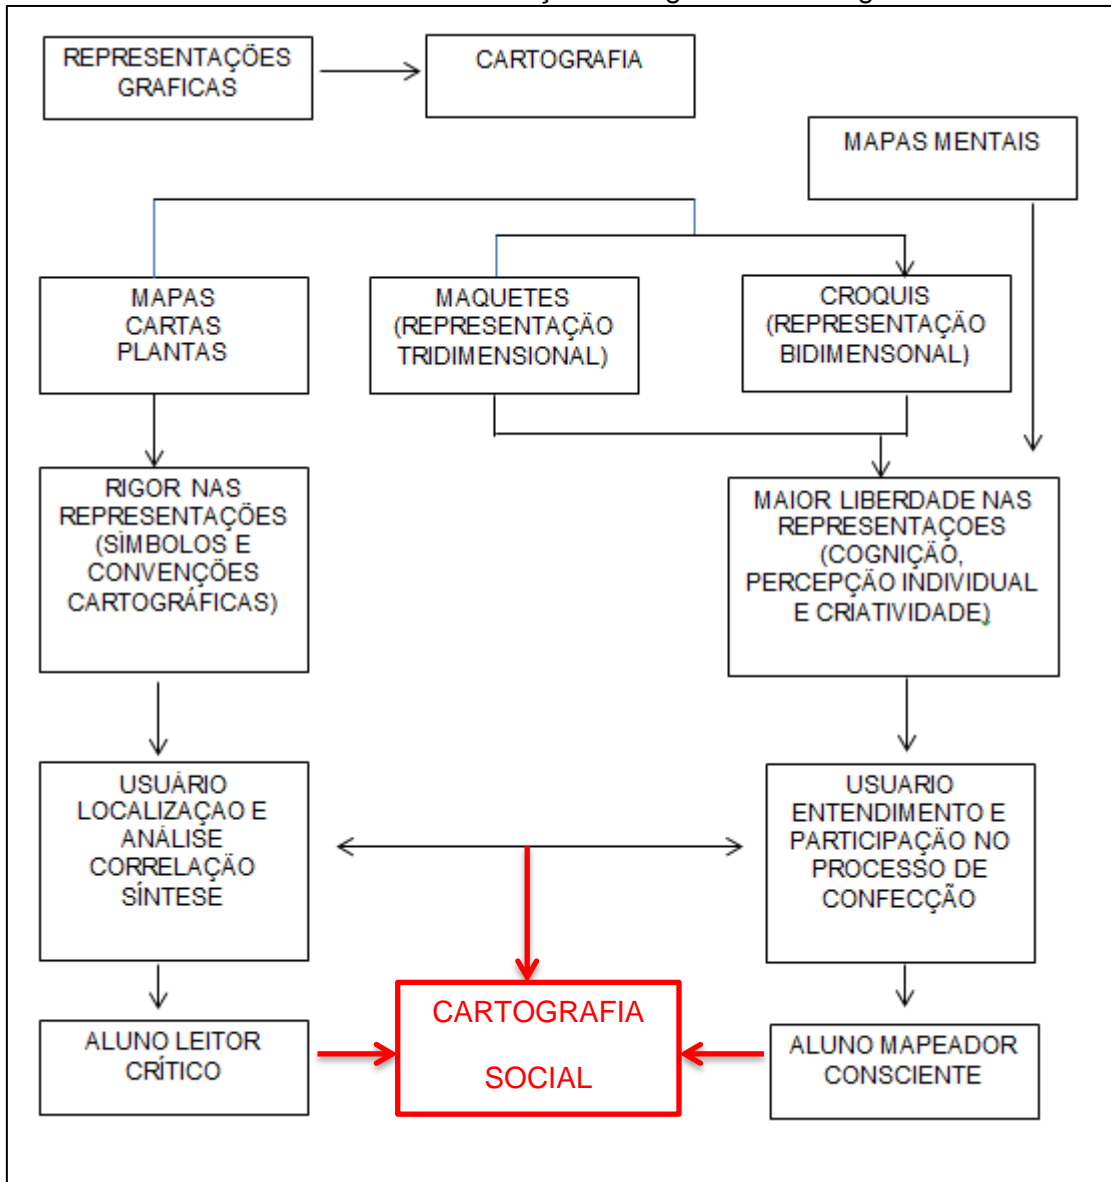 REPRESENTAÇÕES
GRAFICAS
CARTOGRAFIA
MAPAS MENTAIS
MAPAS
CARTAS
PLANTAS
MAQUETES
(REPRESENTAÇÃO
TRIDIMENSIONAL)
CROQUIS
(REPRESENTAÇÃO
BIDIMENSONAL)
RIGOR NAS
REPRESENTAÇÕES
(SÍMBOLOS E
CONVENÇÕES
CARTOGRÁFICAS)
MAIOR LIBERDADE NAS
REPRESENTAÇOES
(COGNIÇÃO,
PERCEPÇÃO INDIVIDUAL
E CRIATIVIDADE)
USUÁRIO
LOCALIZAÇAO E
ANÁLISE
CORRELAÇÃO
SÍNTESE
USUARIO
ENTENDIMENTO E
PARTICIPAÇÃO NO
PROCESSO DE
CONFECÇÃO
ALUNO LEITOR
CRÍTICO
CARTOGRAFIA
SOCIAL
ALUNO MAPEADOR
CONSCIENTE